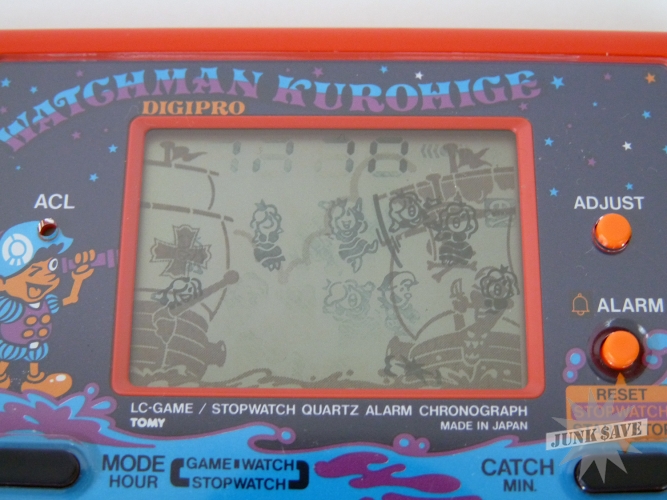 WATCHMAN KUROHIGE
DIGIPRO
ACL
ADJUST
ALARM
RESET
STOPWATCH
JUNK $AVE
LC-GAME / STOPWATCH QUARTZ ALARM CHRONOGRAPH
TOMY
MADE IN JAPAN
MODE
HOUR
GAME WATCH
STOPWATCH
CATCH
MIN.